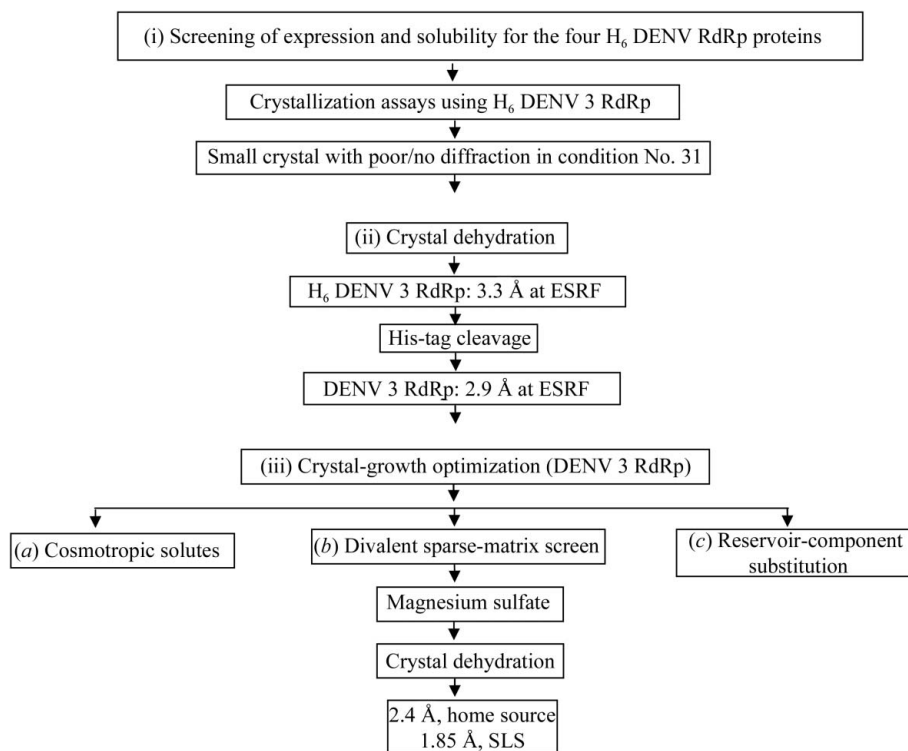 (i) Screening of expression and solubility for the four H₆ DENV RdRp proteins
Crystallization assays using H₆ DENV 3 RdRp
Small crystal with poor/no diffraction in condition No. 31
(ii) Crystal dehydration
H₆ DENV 3 RdRp: 3.3 Å at ESRF
His-tag cleavage
DENV 3 RdRp: 2.9 Å at ESRF
(iii) Crystal-growth optimization (DENV 3 RdRp)
(a) Cosmotropic solutes
(b) Divalent sparse-matrix screen
(c) Reservoir-component
substitution
Magnesium sulfate
Crystal dehydration
2.4 Å, home source
1.85 Å, SLS